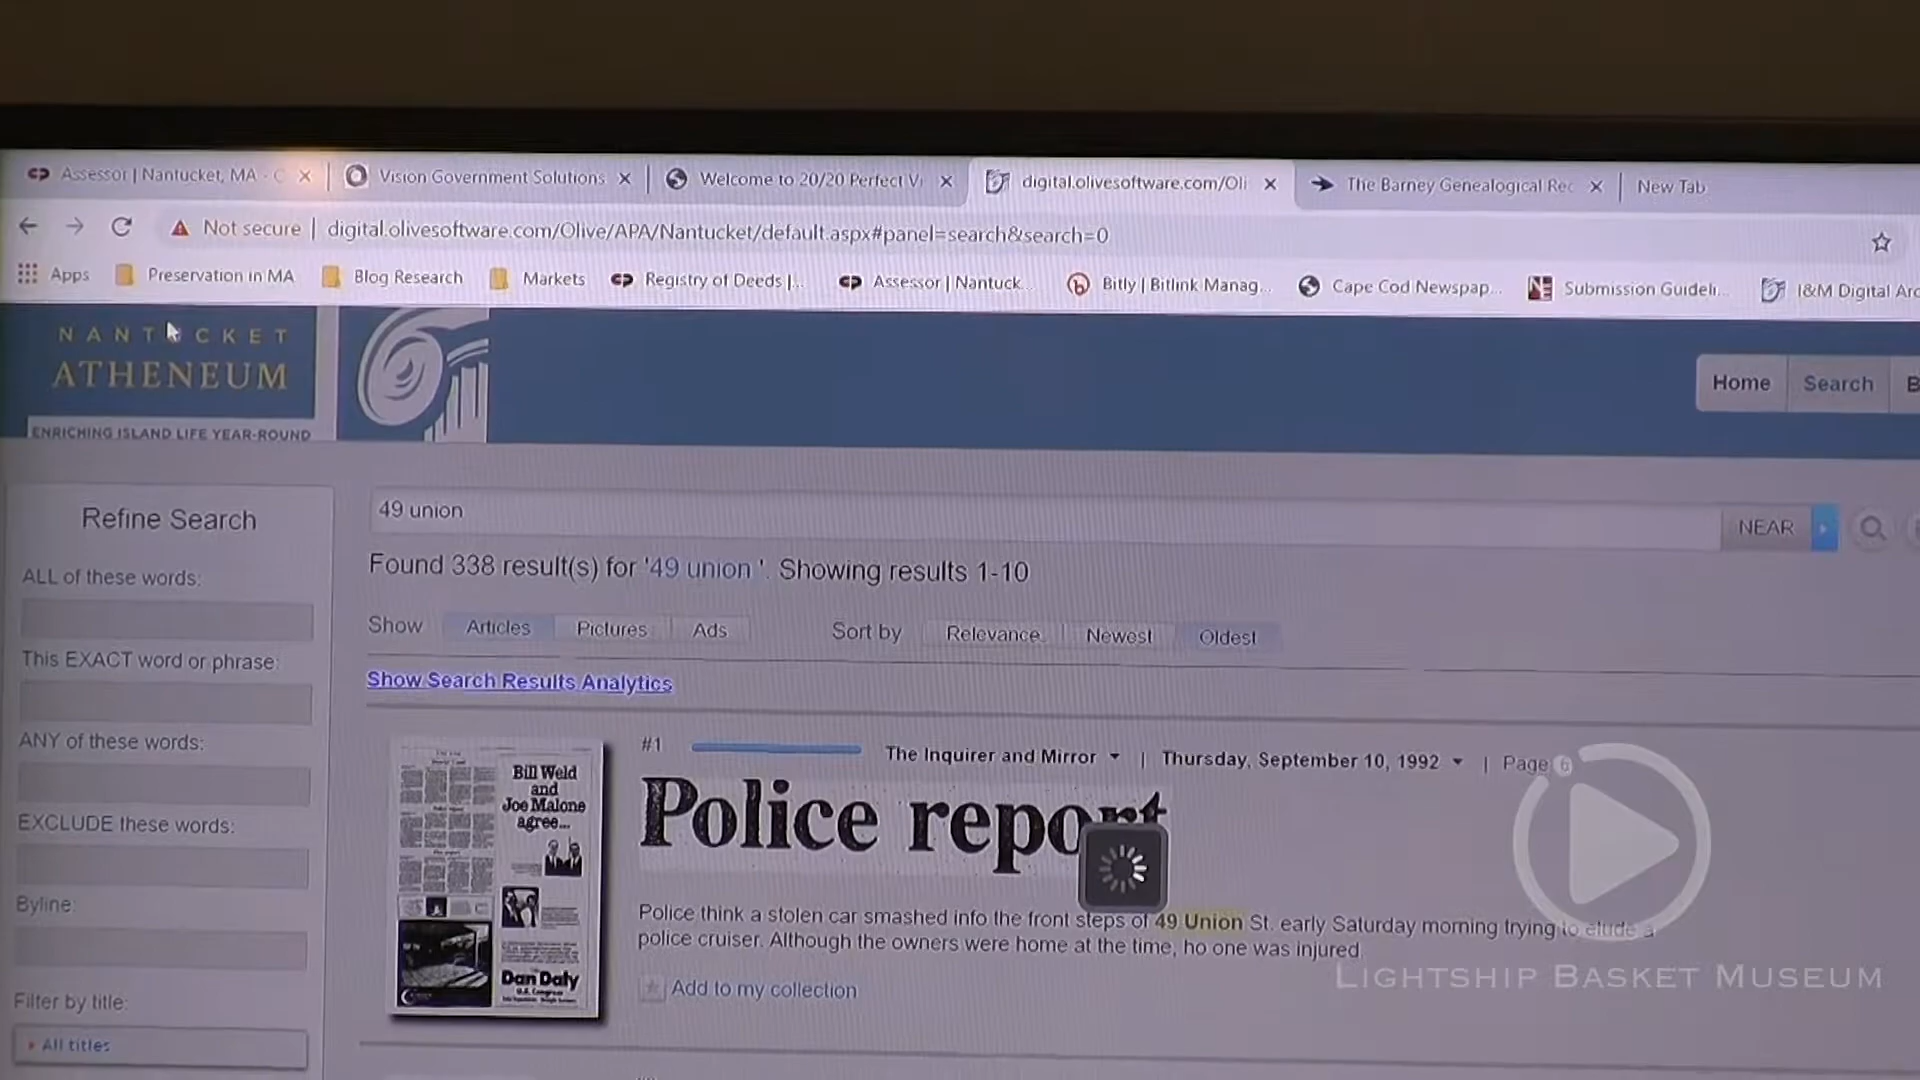 Assessor | Nantucket, MA - C
Vision Government Solutions
Welcome to 20/20 Perfect Vi
digital.olivesoftware.com/Oli
The Barney Genealogical Rec
New Tab
Not secure | digital.olivesoftware.com/Olive/APA/Nantucket/default.aspx#panel=search&search=0
Apps
Preservation in MA
Blog Research
Markets
Registry of Deeds |...
Assessor | Nantuck...
Bitly | Bitlink Manag...
Cape Cod Newspap...
Submission Guideli...
I&M Digital Arc
NANTUCKET
ATHENEUM
ENRICHING ISLAND LIFE YEAR-ROUND
Home
Search
B
Refine Search
ALL of these words:
This EXACT word or phrase:
ANY of these words:
EXCLUDE these words:
Byline:
Filter by title:
All titles
49 union
NEAR
Found 338 result(s) for '49 union '. Showing results 1-10
Show Articles Pictures Ads Sort by Relevance Newest Oldest
Show Search Results Analytics
#1 The Inquirer and Mirror | Thursday, September 10, 1992 | Page 6
Police report
Police think a stolen car smashed info the front steps of 49 Union St. early Saturday morning trying to elude a
police cruiser. Although the owners were home at the time, ho one was injured
Add to my collection
Bill Weld
and
Joe Malone
agree...
Dan Daly
U.S. Congress
LIGHTSHIP BASKET MUSEUM